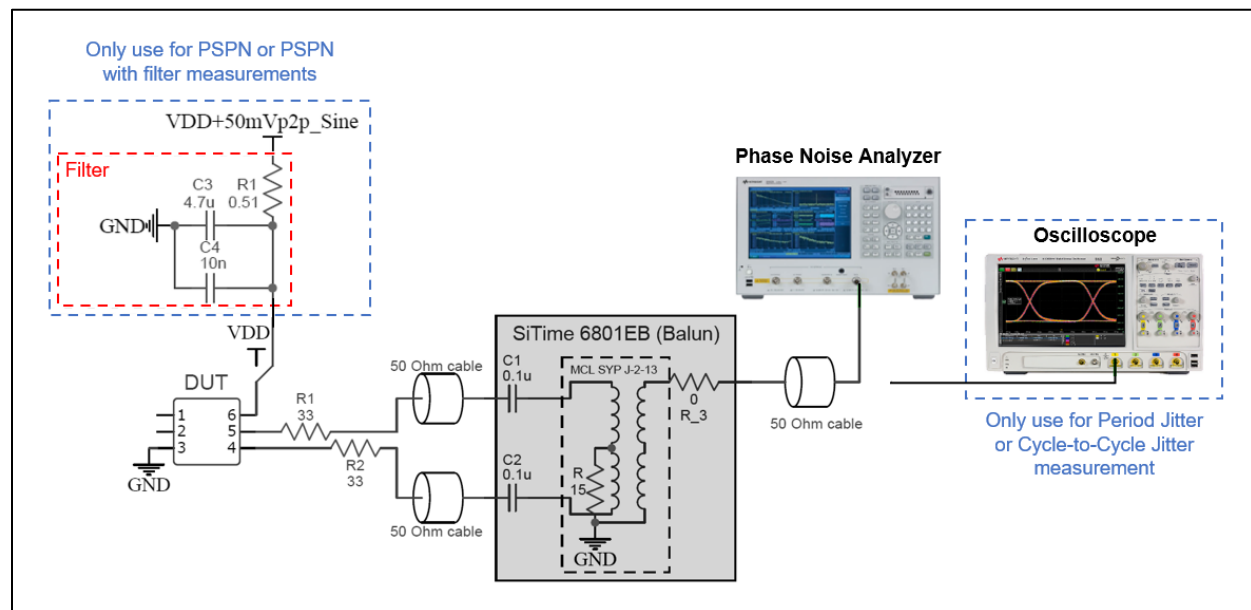 Only use for PSPN or PSPN
with filter measurements
VDD+50mVp2p_Sine
Filter
C3
4.7u
R1
0.51
GND
C4
10n
VDD
DUT
1
2
3
6
5
4
R1
33
R2
33
GND
50 Ohm cable
50 Ohm cable
SiTime 6801EB (Balun)
C1
0.1u
C2
0.1u
MCL SYP J-2-13
R
15
GND
0
R_3
50 Ohm cable
Phase Noise Analyzer
Oscilloscope
Only use for Period Jitter
or Cycle-to-Cycle Jitter
measurement